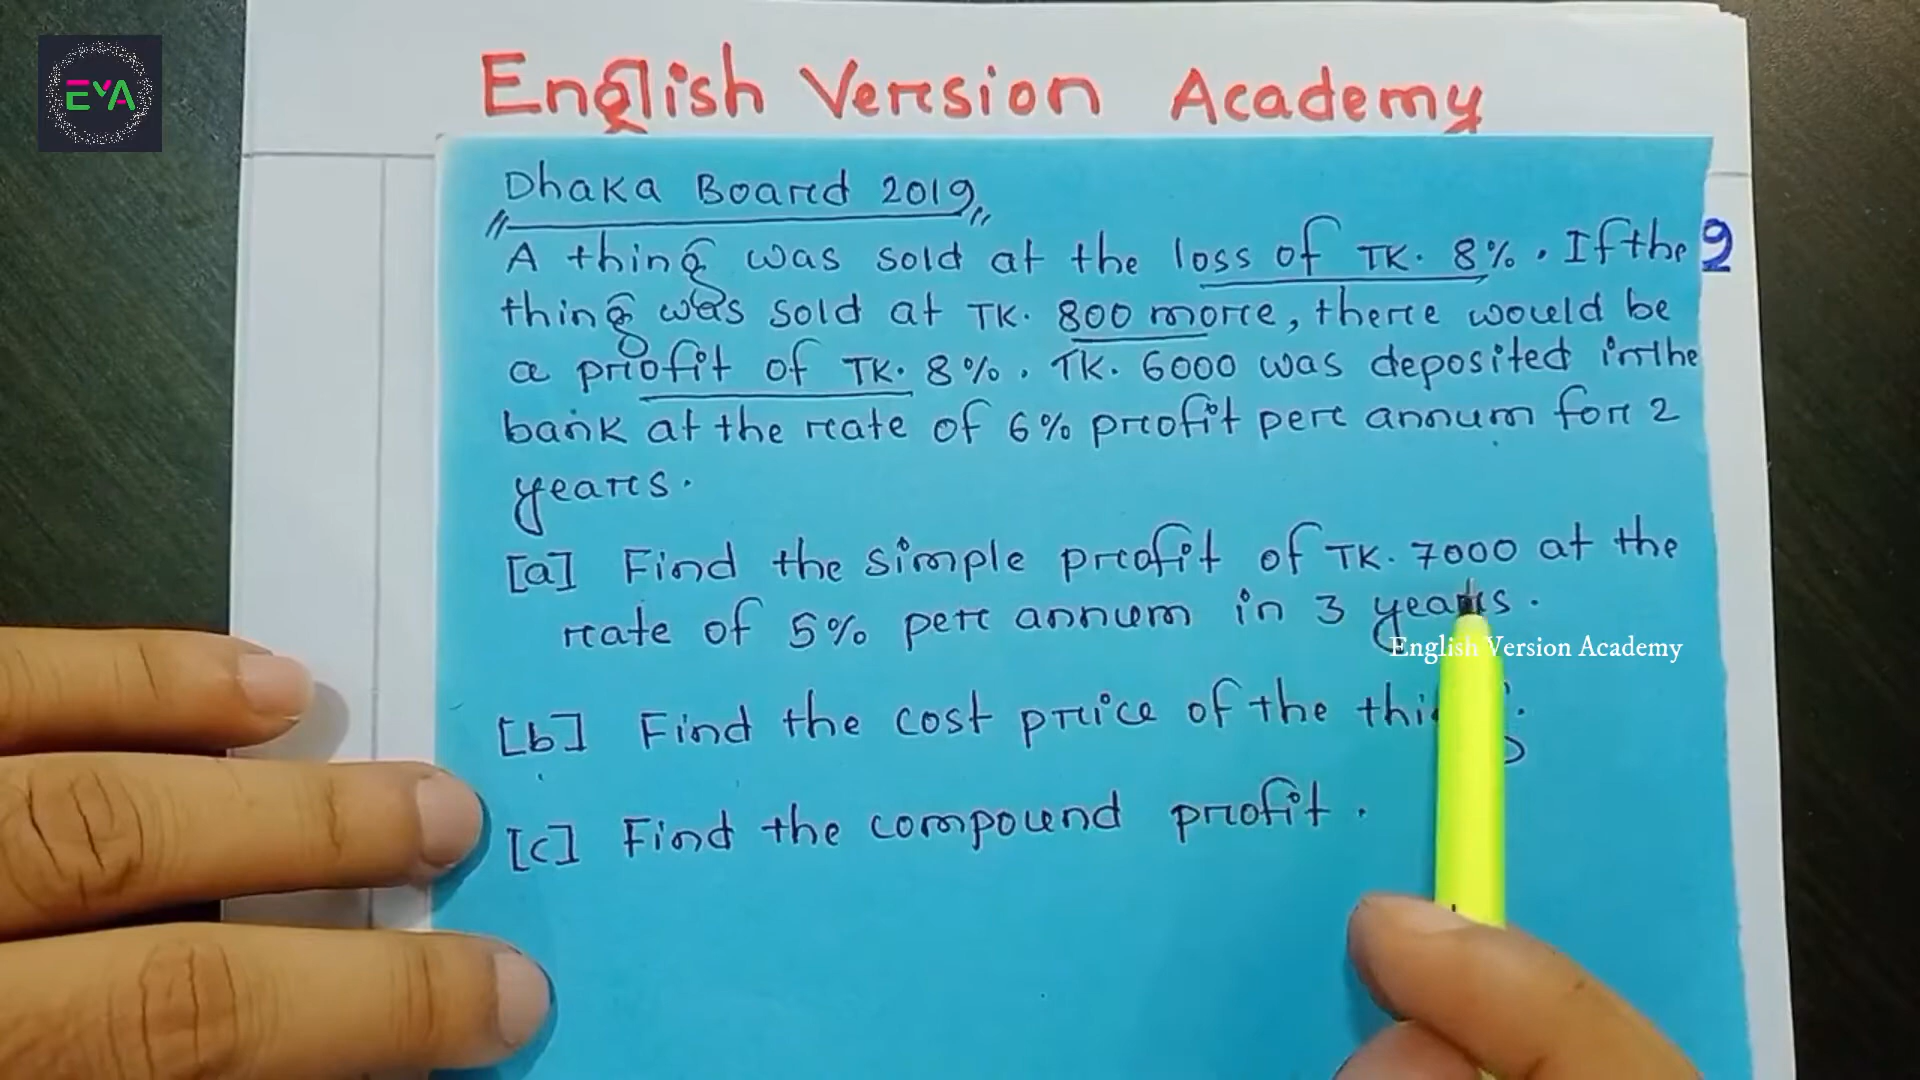 EVA
English Version Academy
Dhaka Board 2019
A thing was sold at the loss of TK. 8%. If the 9
thing was sold at TK. 800 more, there would be
a profit of TK. 8%. TK. 6000 was deposited in the
bank at the rate of 6% profit per annum for 2
years.
[a] Find the simple profit of TK. 7000 at the
rate of 5% per annum in 3 years.
English Version Academy
[b] Find the cost price of the
[c] Find the compound profit.